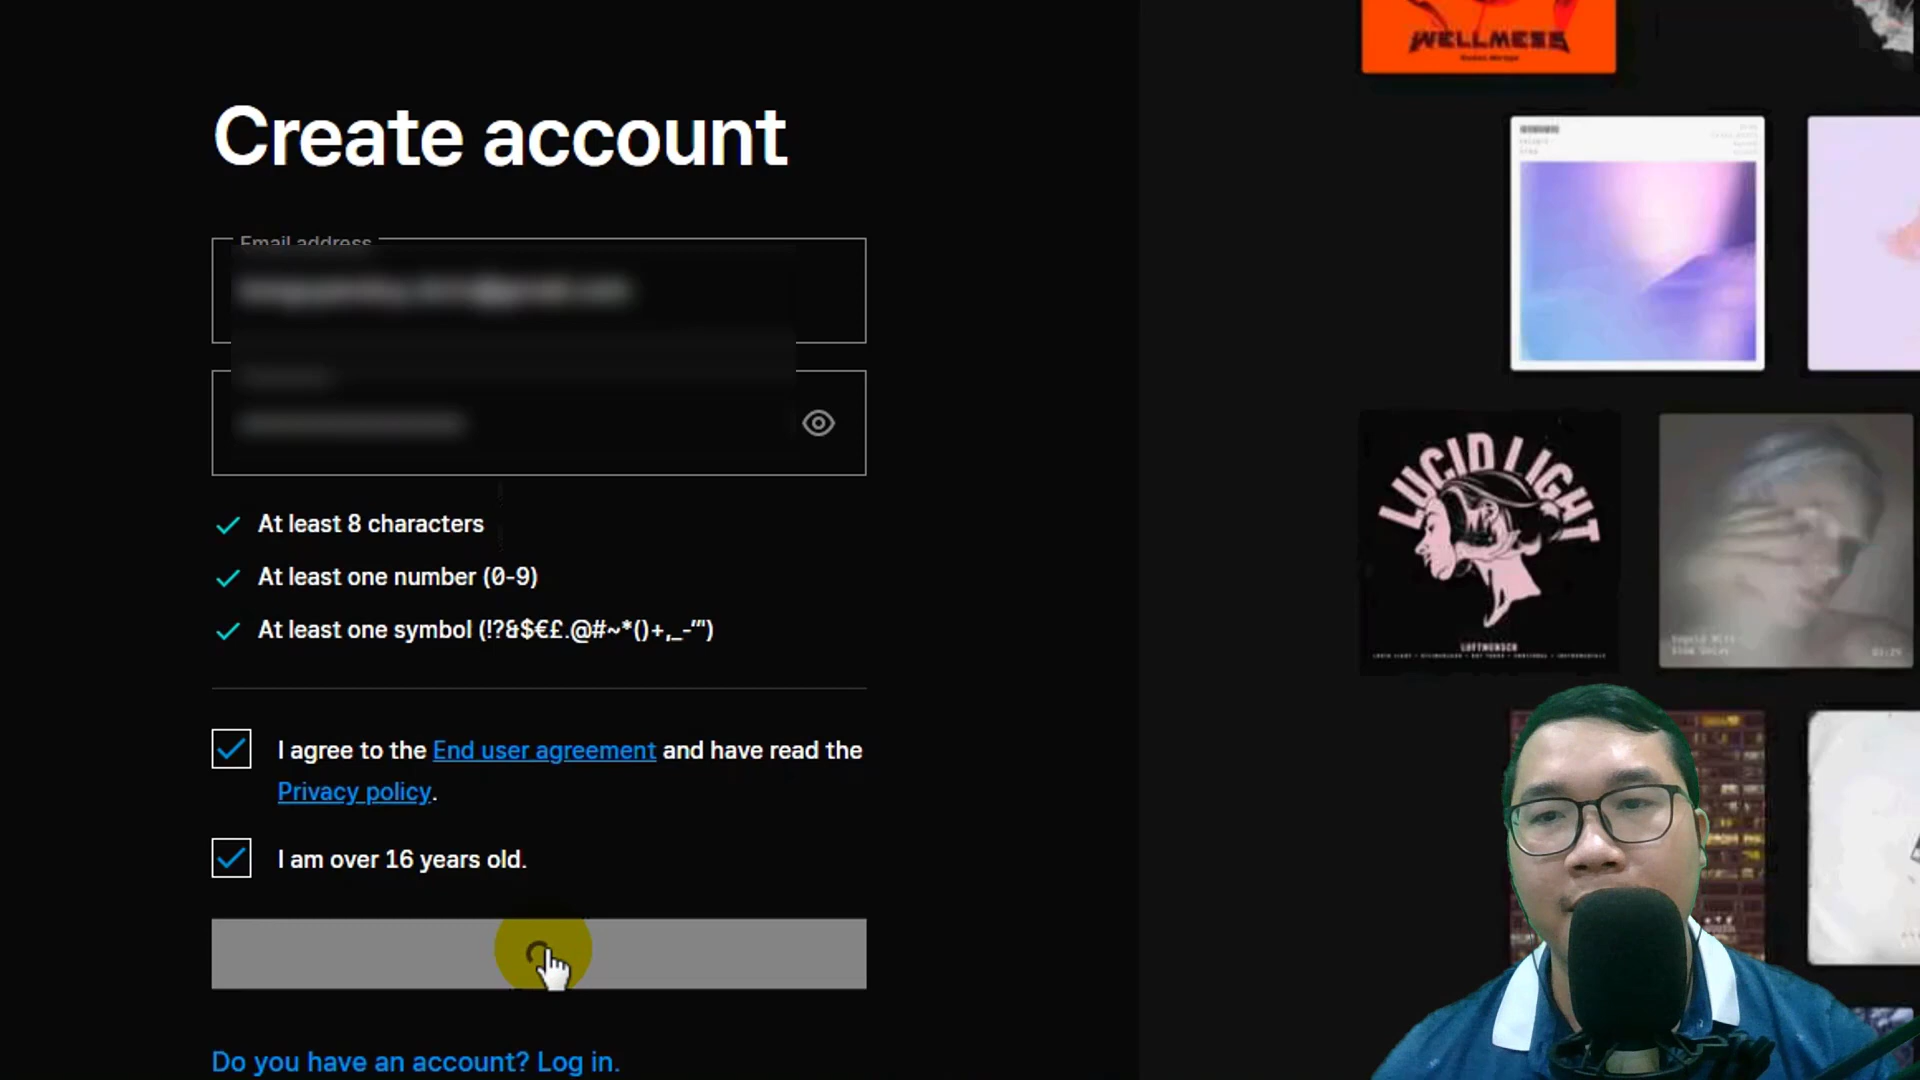 WELLMESS
Create account
Email address
At least 8 characters
At least one number (0-9)
At least one symbol (!?&$€£.@#~*()+,_-'")
LUCID LIGHT
LUFTMENSCH
I agree to the End user agreement and have read the
Privacy policy.
I am over 16 years old.
Do you have an account? Log in.